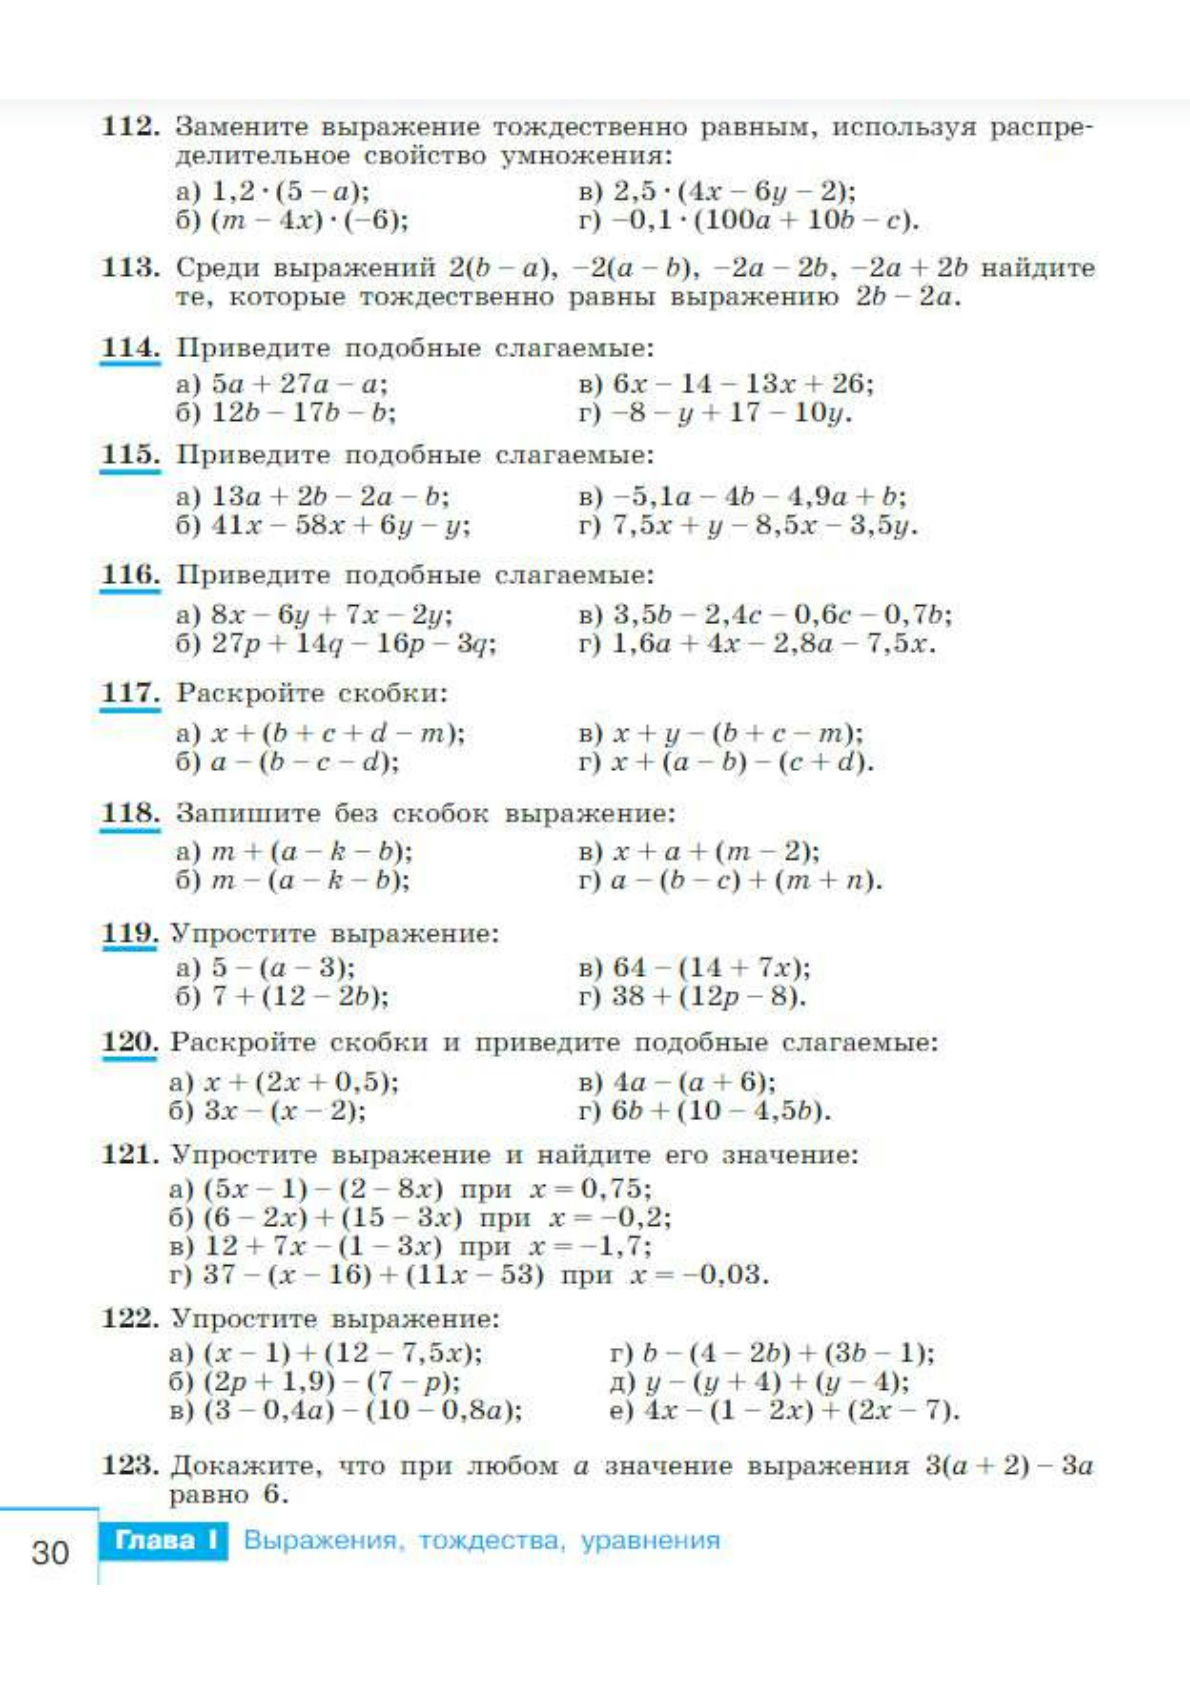 112. Замените выражение тождественно равным, используя распре-
делительное свойство умножения:
а) 1,2 · (5 – a);
в) 2,5 · (4x – 6y – 2);
б) (m – 4x) · (–6);
г) –0,1 · (100a + 10b – c).
113. Среди выражений 2(b – a), –2(a – b), –2a – 2b, –2a + 2b найдите
те, которые тождественно равны выражению 2b – 2a.
114. Приведите подобные слагаемые:
а) 5a + 27a – a;
в) 6x – 14 – 13x + 26;
б) 12b – 17b – b;
г) –8 – y + 17 – 10y.
115. Приведите подобные слагаемые:
а) 13a + 2b – 2a – b;
в) –5,1a – 4b – 4,9a + b;
б) 41x – 58x + 6y – y;
г) 7,5x + y – 8,5x – 3,5y.
116. Приведите подобные слагаемые:
а) 8x – 6y + 7x – 2y;
в) 3,5b – 2,4c – 0,6c – 0,7b;
б) 27p + 14q – 16p – 3q;
г) 1,6a + 4x – 2,8a – 7,5x.
117. Раскройте скобки:
а) x + (b + c + d – m);
в) x + y – (b + c – m);
б) a – (b – c – d);
г) x + (a – b) – (c + d).
118. Запишите без скобок выражение:
а) m + (a – k – b);
в) x + a + (m – 2);
б) m – (a – k – b);
г) a – (b – c) + (m + n).
119. Упростите выражение:
а) 5 – (a – 3);
в) 64 – (14 + 7x);
б) 7 + (12 – 2b);
г) 38 + (12p – 8).
120. Раскройте скобки и приведите подобные слагаемые:
а) x + (2x + 0,5);
в) 4a – (a + 6);
б) 3x – (x – 2);
г) 6b + (10 – 4,5b).
121. Упростите выражение и найдите его значение:
а) (5x – 1) – (2 – 8x) при x = 0,75;
б) (6 – 2x) + (15 – 3x) при x = –0,2;
в) 12 + 7x – (1 – 3x) при x = –1,7;
г) 37 – (x – 16) + (11x – 53) при x = –0,03.
122. Упростите выражение:
а) (x – 1) + (12 – 7,5x);
г) b – (4 – 2b) + (3b – 1);
б) (2p + 1,9) – (7 – p);
д) y – (y + 4) + (y – 4);
в) (3 – 0,4a) – (10 – 0,8a);
е) 4x – (1 – 2x) + (2x – 7).
123. Докажите, что при любом a значение выражения 3(a + 2) – 3a
равно 6.
30 Глава I Выражения, тождества, уравнения